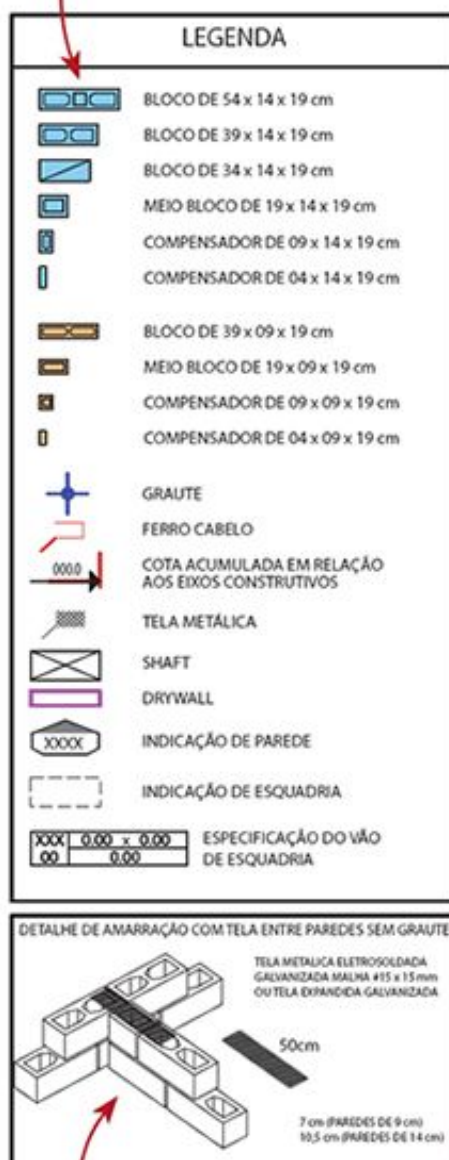 LEGENDA
BLOCO DE 54 x 14 x 19 cm
BLOCO DE 39 x 14 x 19 cm
BLOCO DE 34 x 14 x 19 cm
MEIO BLOCO DE 19 x 14 x 19 cm
COMPENSADOR DE 09 x 14 x 19 cm
COMPENSADOR DE 04 x 14 x 19 cm
BLOCO DE 39 x 09 x 19 cm
MEIO BLOCO DE 19 x 09 x 19 cm
COMPENSADOR DE 09 x 09 x 19 cm
COMPENSADOR DE 04 x 09 x 19 cm
GRAUTE
FERRO CABELO
000.0
COTA ACUMULADA EM RELAÇÃO
AOS EIXOS CONSTRUTIVOS
TELA METÁLICA
SHAFT
DRYWALL
XXXX
INDICAÇÃO DE PAREDE
INDICAÇÃO DE ESQUADRIA
XXX 0.00 x 0.00
00 0.00
ESPECIFICAÇÃO DO VÃO
DE ESQUADRIA
DETALHE DE AMARRAÇÃO COM TELA ENTRE PAREDES SEM GRAUTE
TELA METALICA ELETROSOLDADA
GALVANIZADA MALHA #15 x 15 mm
OU TELA EXPANDIDA GALVANIZADA
50cm
7 cm (PAREDES DE 9 cm)
10,5 cm (PAREDES DE 14 cm)